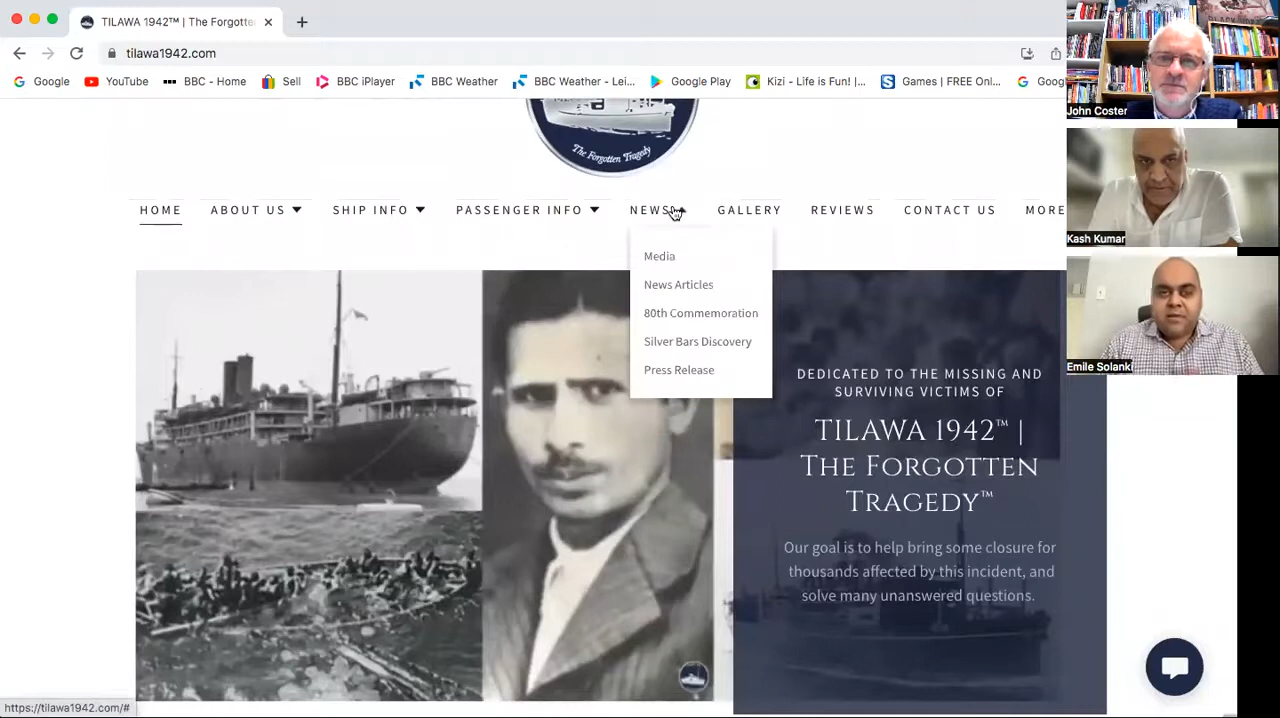 TILAWA 1942™ | The Forgotten
tilawa1942.com
Google
YouTube
BBC - Home
Sell
BBC iPlayer
BBC Weather
BBC Weather - Lei...
Google Play
Kizi - Life is Fun! |...
Games | FREE Onl...
Goog
John Coster
Kash Kumar
Emile Solanki
The Forgotten Tragedy
HOME
ABOUT US
SHIP INFO
PASSENGER INFO
NEWS
GALLERY
REVIEWS
CONTACT US
MORE
Media
News Articles
80th Commemoration
Silver Bars Discovery
Press Release
DEDICATED TO THE MISSING AND
SURVIVING VICTIMS OF
TILAWA 1942™ |
THE FORGOTTEN
TRAGEDY™
Our goal is to help bring some closure for
thousands affected by this incident, and
solve many unanswered questions.
https://tilawa1942.com/#